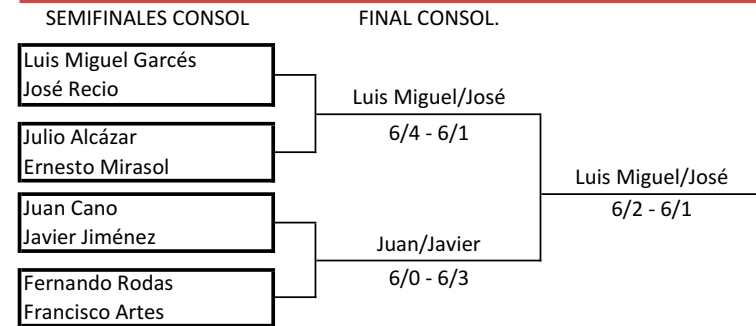 SEMIFINALES CONSOL
FINAL CONSOL.
Luis Miguel Garcés
José Recio
Luis Miguel/José
6/4 - 6/1
Julio Alcázar
Ernesto Mirasol
Luis Miguel/José
6/2 - 6/1
Juan Cano
Javier Jiménez
Juan/Javier
6/0 - 6/3
Fernando Rodas
Francisco Artes